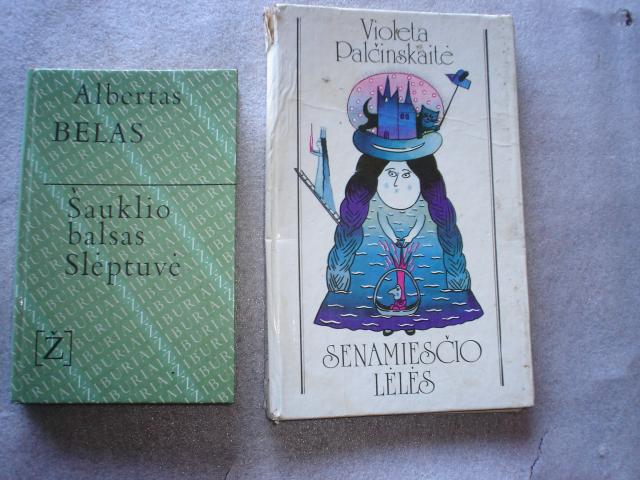 Albertas
BELAS
Šauklio
balsas
Slėptuvė
[Ž]
Violeta
Palčinskaitė
SENAMIESČIO
LĖLĖS